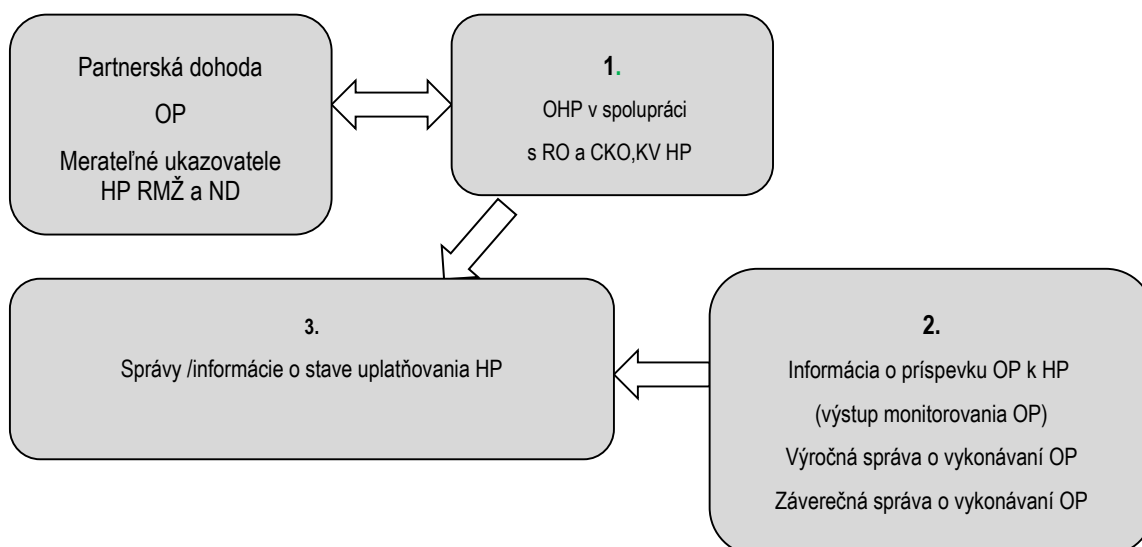 Partnerská dohoda
OP
Merateľné ukazovatele
HP RMŽ a ND
1.
OHP v spolupráci
s RO a CKO,KV HP
3.
Správy /informácie o stave uplatňovania HP
2.
Informácia o príspevku OP k HP
(výstup monitorovania OP)
Výročná správa o vykonávaní OP
Záverečná správa o vykonávaní OP